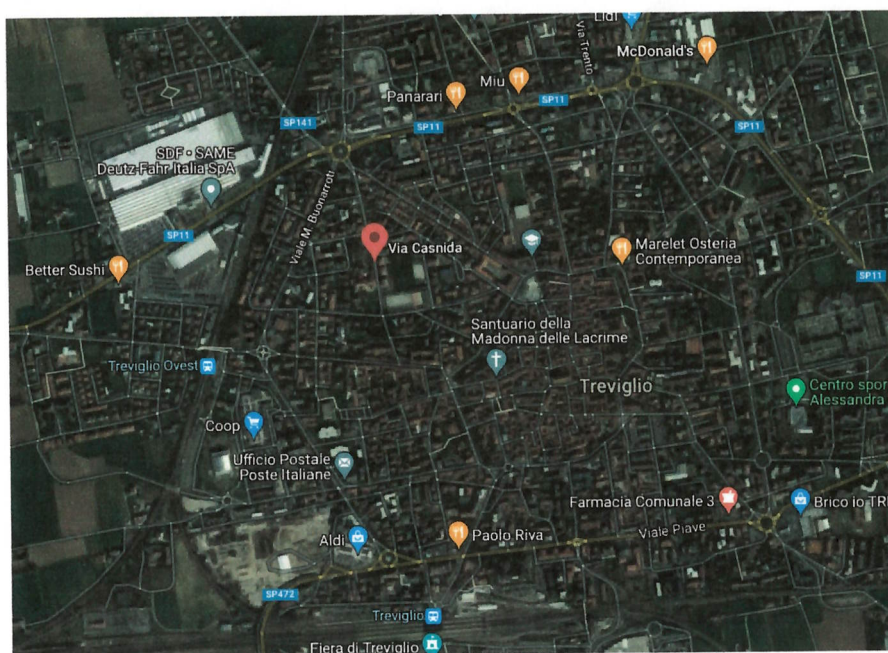 Lidl
McDonald's
Via Trento
Miu
Panarari
SP11
SP11
SP11
SP141
SDF • SAME
Deutz-Fahr Italia SpA
Viale M. Buonarroti
SP11
Via Casnida
Marelet Osteria
Contemporanea
Better Sushi
SP11
Santuario della
Madonna delle Lacrime
Treviglio Ovest
Treviglio
Centro spor
Alessandra
Coop
Ufficio Postale
Poste Italiane
Farmacia Comunale 3
Brico io TRE
Viale Piave
Aldi
Paolo Riva
SP472
Treviglio
Fiera di Treviglio